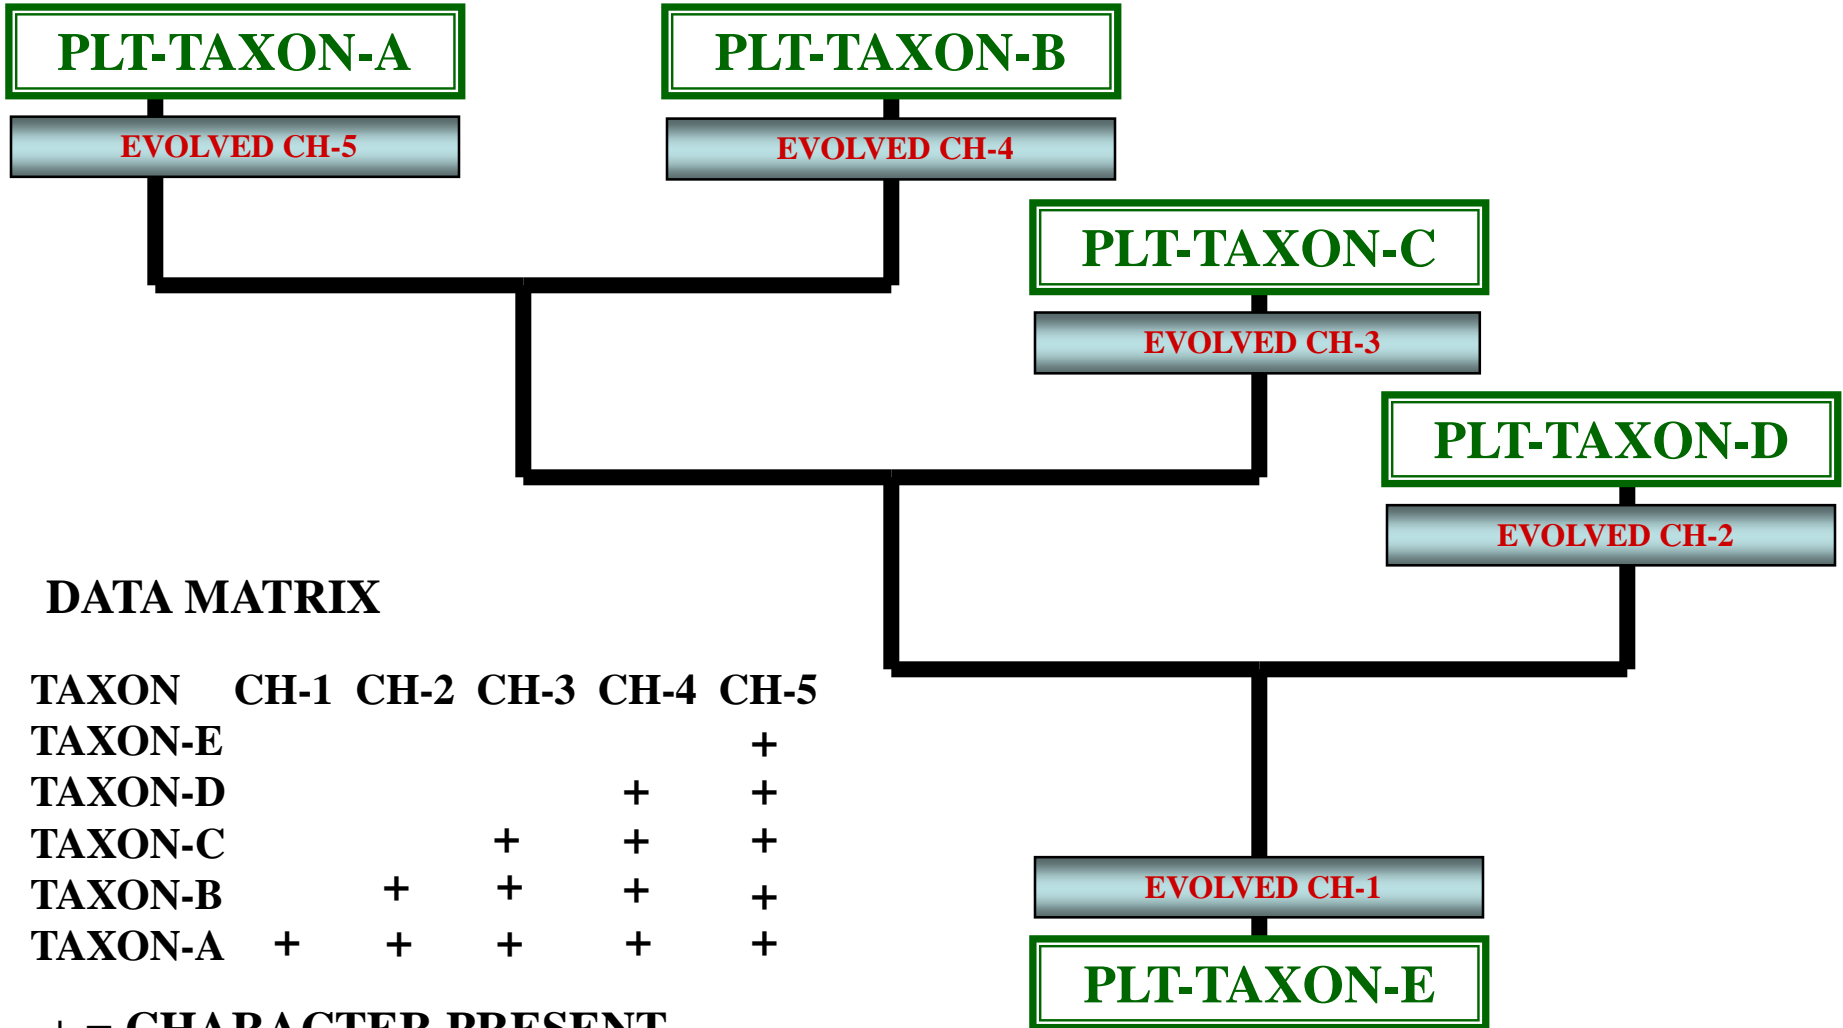 PLT-TAXON-A
PLT-TAXON-B
EVOLVED CH-5
EVOLVED CH-4
PLT-TAXON-C
EVOLVED CH-3
PLT-TAXON-D
EVOLVED CH-2
DATA MATRIX
TAXON CH-1 CH-2 CH-3 CH-4 CH-5
TAXON-E +
TAXON-D + +
TAXON-C + + +
TAXON-B + + + +
TAXON-A + + + + +
+ = CHARACTER PRESENT
EVOLVED CH-1
PLT-TAXON-E